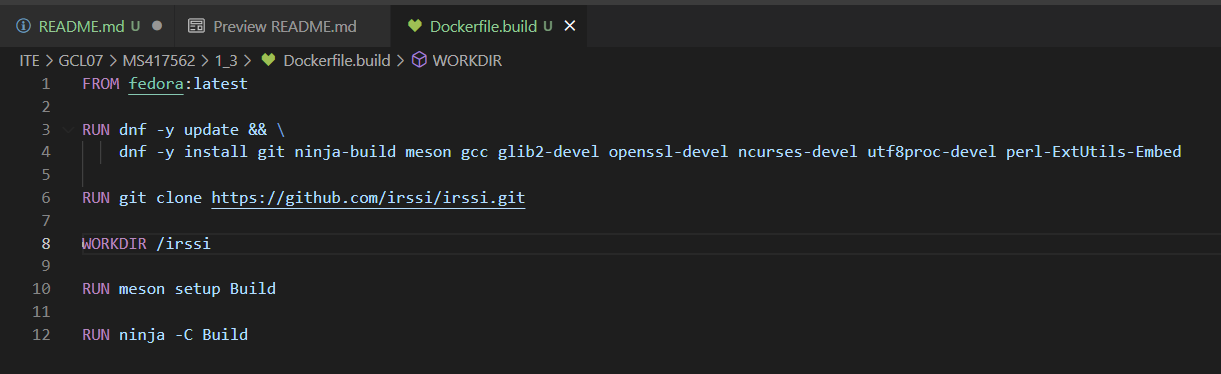 README.md U Preview README.md Dockerfile.build U
ITE > GCL07 > MS417562 > 1_3 > Dockerfile.build > WORKDIR
1 FROM fedora:latest
2
3 RUN dnf -y update && \
4 dnf -y install git ninja-build meson gcc glib2-devel openssl-devel ncurses-devel utf8proc-devel perl-ExtUtils-Embed
5
6 RUN git clone https://github.com/irssi/irssi.git
7
8 WORKDIR /irssi
9
10 RUN meson setup Build
11
12 RUN ninja -C Build